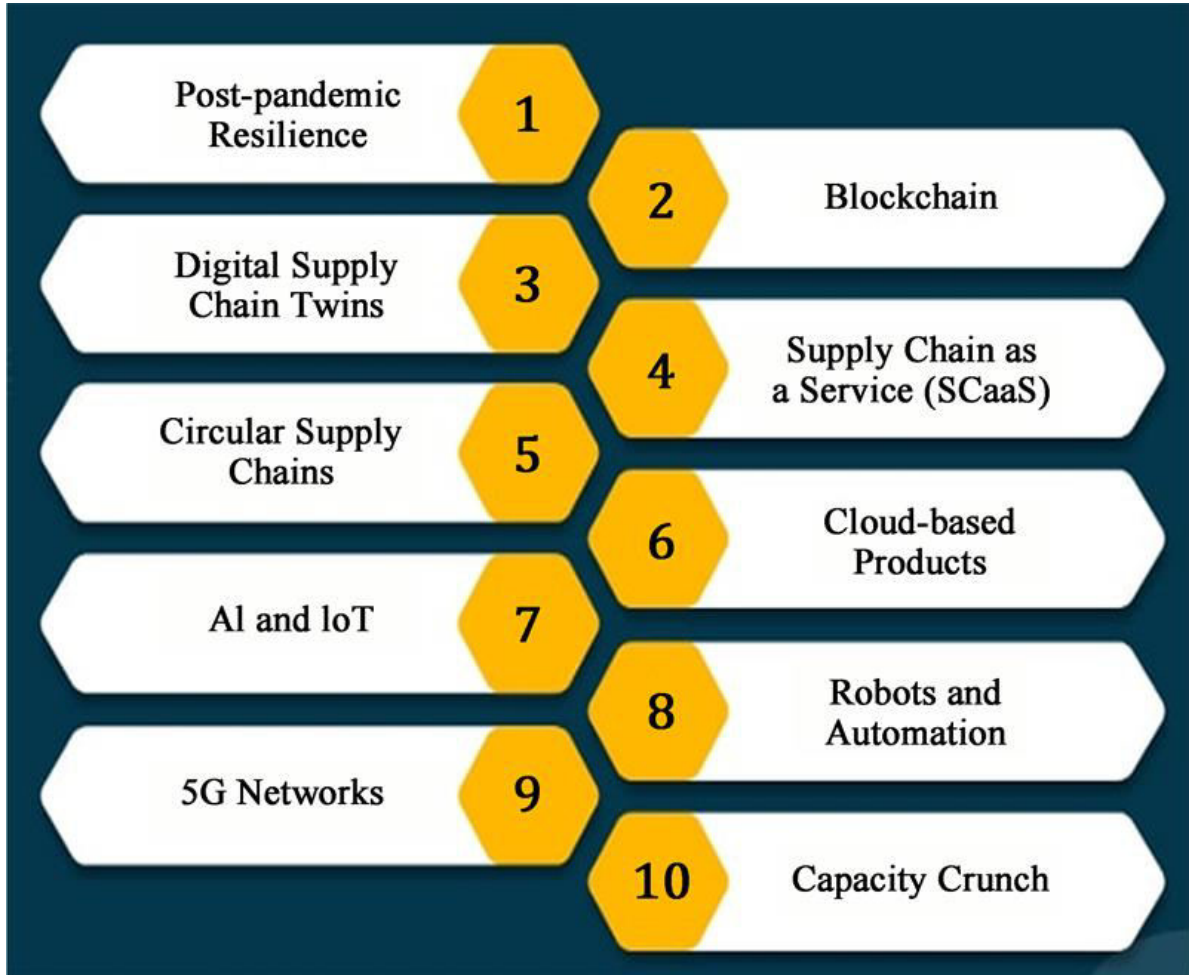 Post-pandemic
Resilience
1
2
Blockchain
Digital Supply
Chain Twins
3
4
Supply Chain as
a Service (SCaaS)
Circular Supply
Chains
5
6
Cloud-based
Products
Al and loT
7
8
Robots and
Automation
5G Networks
9
10
Capacity Crunch